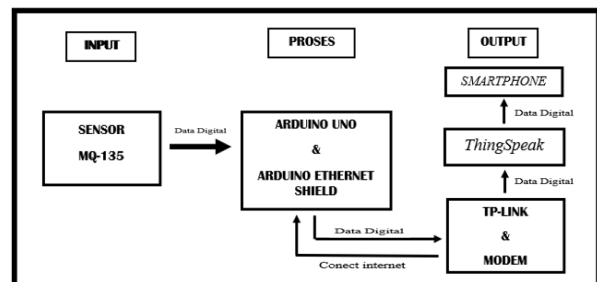 INPUT
PROSES
OUTPUT
SMARTPHONE
Data Digital
SENSOR
MQ-135
Data Digital
ARDUINO UNO
&
ARDUINO ETHERNET
SHIELD
ThingSpeak
Data Digital
TP-LINK
&
MODEM
Data Digital
Conect internet